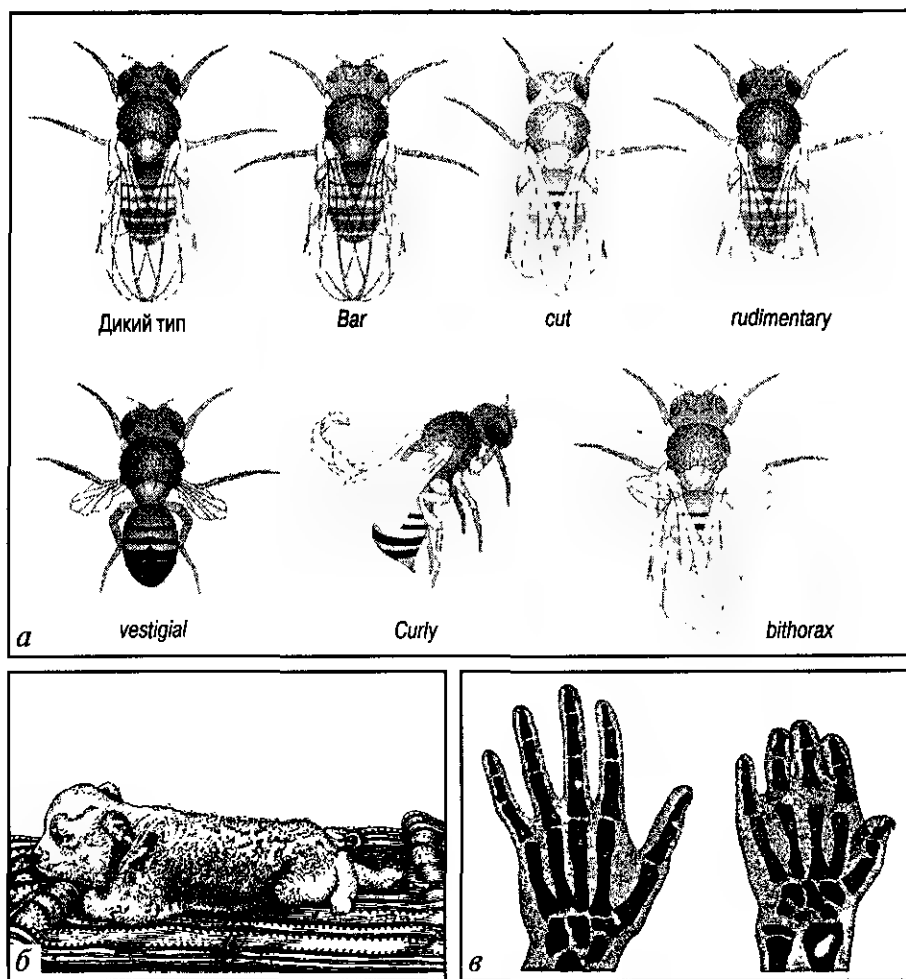 Дикий тип
Bar
cut
rudimentary
vestigial
Curly
bithorax
а
б
в